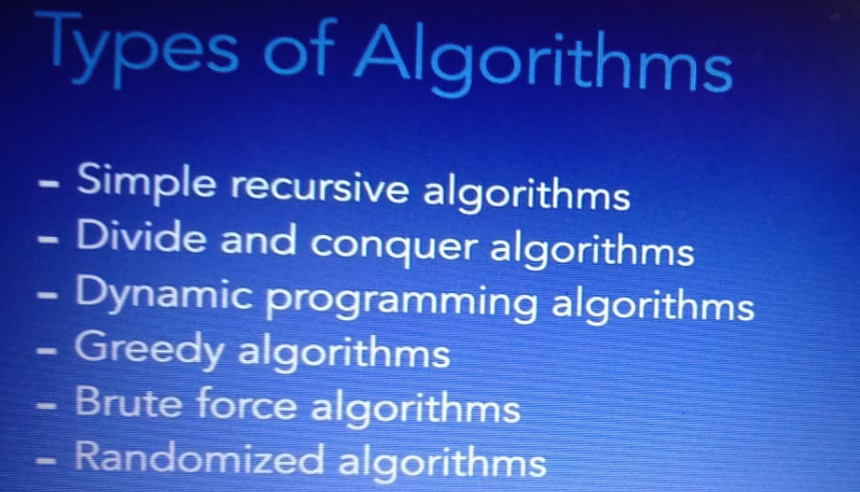 Types of Algorithms
- Simple recursive algorithms
- Divide and conquer algorithms
- Dynamic programming algorithms
- Greedy algorithms
- Brute force algorithms
- Randomized algorithms